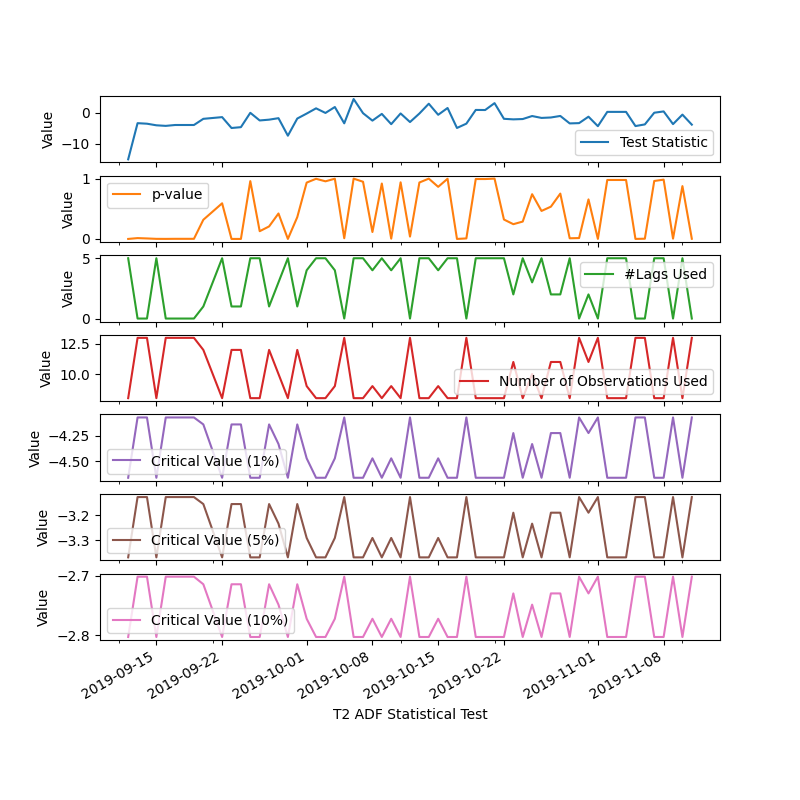 0
−10
Value
Test Statistic
1
0
Value
p-value
5
0
Value
#Lags Used
12.5
10.0
Value
Number of Observations Used
−4.25
−4.50
Value
Critical Value (1%)
−3.2
−3.3
Value
Critical Value (5%)
−2.7
−2.8
Value
Critical Value (10%)
2019-09-15
2019-09-22
2019-10-01
2019-10-08
2019-10-15
2019-10-22
2019-11-01
2019-11-08
T2 ADF Statistical Test